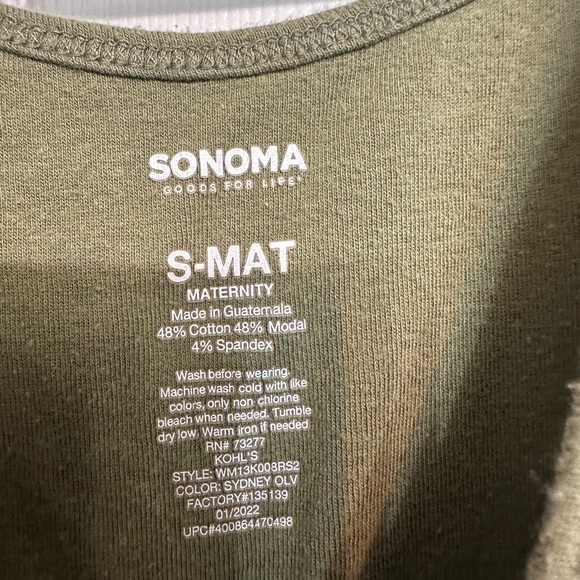 SONOMA
GOODS FOR LIFE
S-MAT
MATERNITY
Made in Guatemala
48% Cotton 48% Modal
4% Spandex
Wash before wearing.
Machine wash cold with like
colors, only non chlorine
bleach when needed. Tumble
dry low. Warm iron if needed
RN# 73277
KOHL'S
STYLE: WM13K008RS2
COLOR: SYDNEY OLV
FACTORY#135139
01/2022
UPC#400864470498